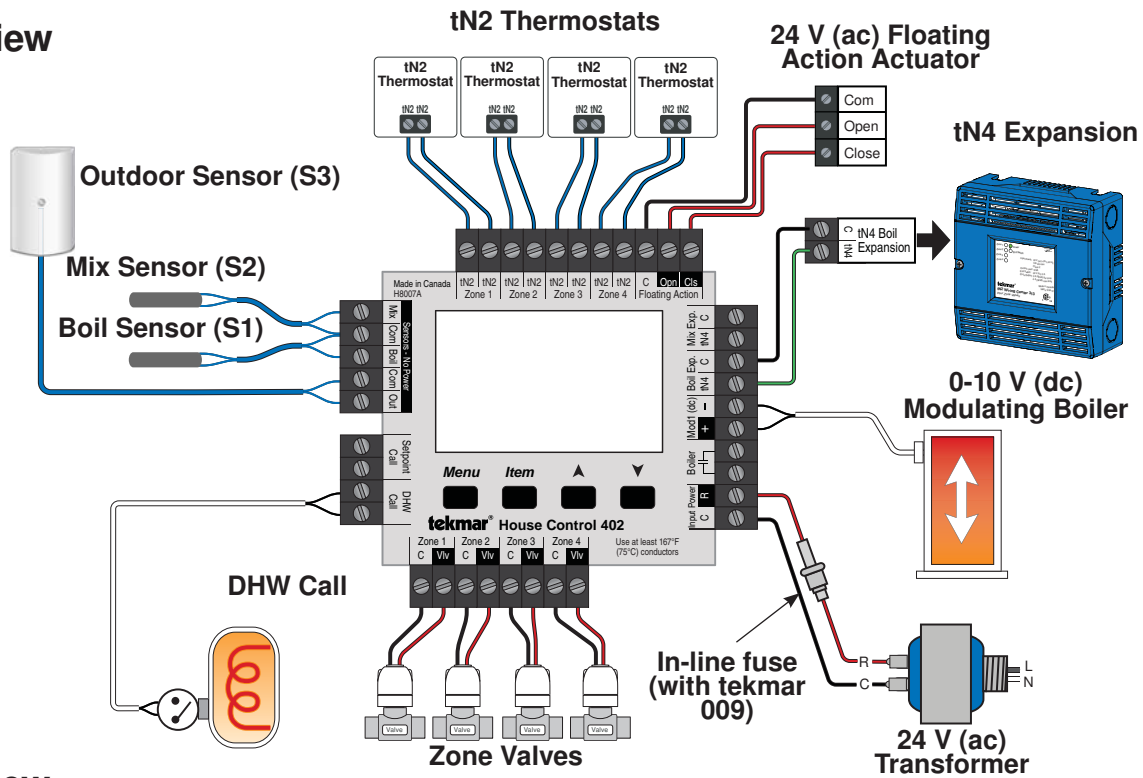 iew
tN2 Thermostats
24 V (ac) Floating
Action Actuator
tN2
Thermostat
tN2 tN2
tN2
Thermostat
tN2 tN2
tN2
Thermostat
tN2 tN2
tN2
Thermostat
tN2 tN2
Com
Open
Close
tN4 Expansion
Outdoor Sensor (S3)
Mix Sensor (S2)
Boil Sensor (S1)
C
tN4
tN4 Boil
Expansion
Made in Canada
H8007A
tN2 tN2 tN2 tN2 tN2 tN2 tN2 tN2 C Opn Cls
Zone 1 Zone 2 Zone 3 Zone 4 Floating Action
Mix Com Boil Com Out
Sensors - No Power
Setpoint
Call
DHW
Call
Mix Exp.
C
tN4
Boil Exp.
C
tN4
Mod1 (dc)
-
+
Boiler
Input Power
R
C
0-10 V (dc)
Modulating Boiler
Menu Item
tekmar® House Control 402
Zone 1 Zone 2 Zone 3 Zone 4
C Vlv C Vlv C Vlv C Vlv
Use at least 167°F
(75°C) conductors
DHW Call
In-line fuse
(with tekmar
009)
R
C
L
N
Valve Valve Valve Valve
Zone Valves
24 V (ac)
Transformer